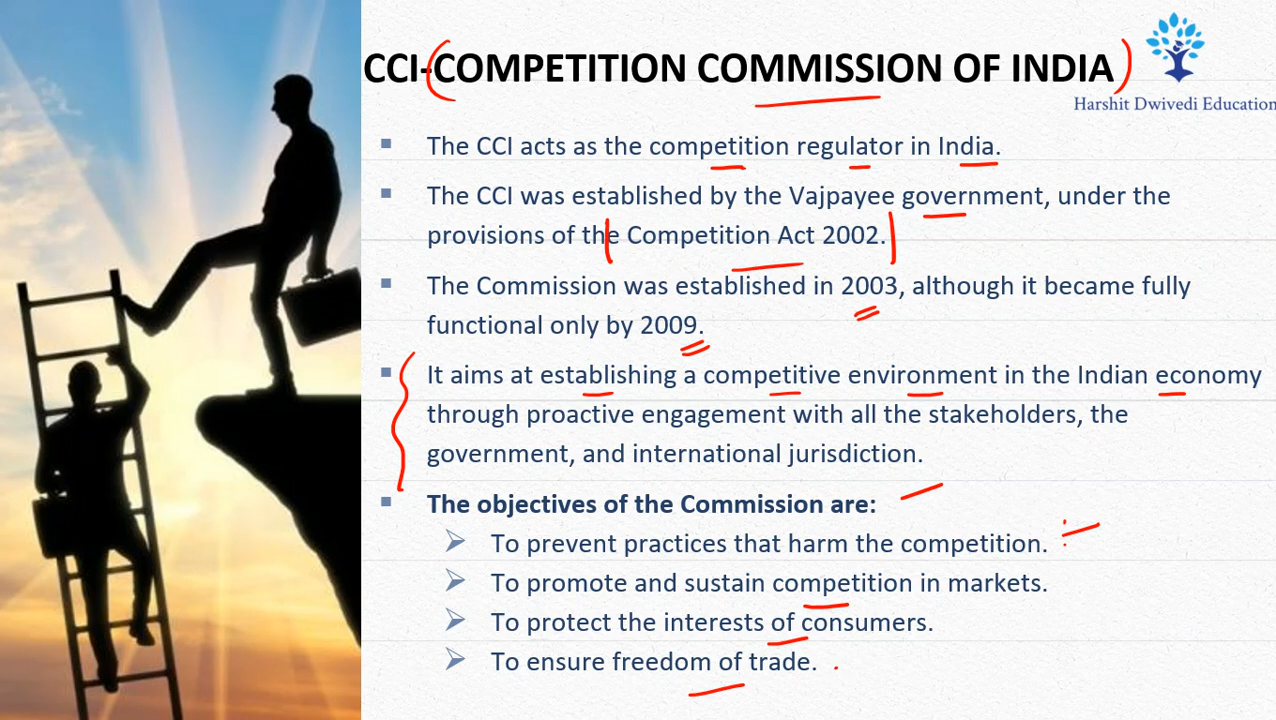 CCI-COMPETITION COMMISSION OF INDIA
Harshit Dwivedi Education
▪ The CCI acts as the competition regulator in India.
▪ The CCI was established by the Vajpayee government, under the
provisions of the Competition Act 2002.
▪ The Commission was established in 2003, although it became fully
functional only by 2009.
▪ It aims at establishing a competitive environment in the Indian economy
through proactive engagement with all the stakeholders, the
government, and international jurisdiction.
▪ The objectives of the Commission are:
➢ To prevent practices that harm the competition.
➢ To promote and sustain competition in markets.
➢ To protect the interests of consumers.
➢ To ensure freedom of trade.